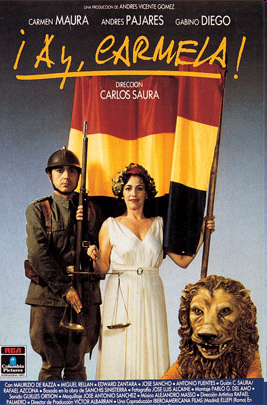 UNA PRODUCCION DE ANDRES VICENTE GOMEZ
CARMEN MAURA ANDRES PAJARES GABINO DIEGO
¡Ay, CARMELA!
DIRECCION
CARLOS SAURA
RCA
Columbia
Pictures
Con MAURICIO DE RAZZA MIGUEL RELLAN EDWARD ZENTARA JOSE SANCHO ANTONIO FUENTES Guión C. SAURA/
RAFAEL AZCONA Basado en la obra de SANCHIS SINISTERRA Fotografía JOSE LUIS ALCAINE Montaje PABLO G. DEL AMO
Sonido GUILLES ORTION Maquillaje JOSE ANTONIO SANCHEZ Música ALEJANDRO MASSO Dirección Artística RAFAEL
PALMERO Director de Producción VICTOR ALBARRAN Una Coproducción IBEROAMERICANA FILMS (Madrid) ELLEPI (Roma) En